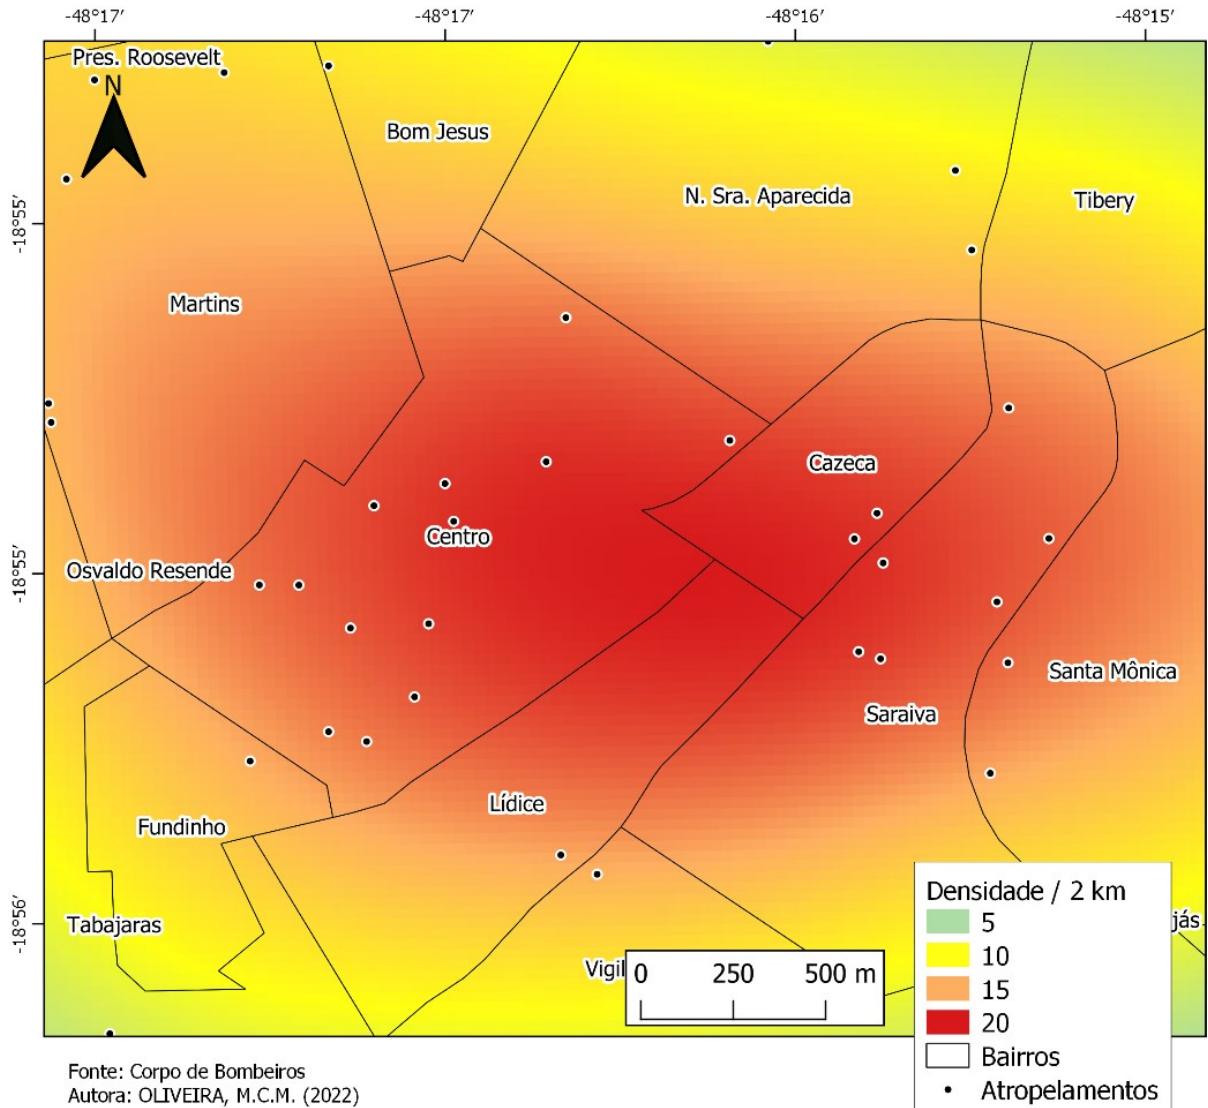 -48°17' -48°17' -48°16' -48°15'
Pres. Roosevelt
N
Bom Jesus
N. Sra. Aparecida
Tibery
-18°55'
Martins
Cazeca
Centro
Osvaldo Resende
-18°55'
Santa Mônica
Saraiva
Lídice
Fundinho
Tabajaras
-18°56'
Vigil
jás
0 250 500 m
Densidade / 2 km
5
10
15
20
Bairros
Atropelamentos
Fonte: Corpo de Bombeiros
Autora: OLIVEIRA, M.C.M. (2022)